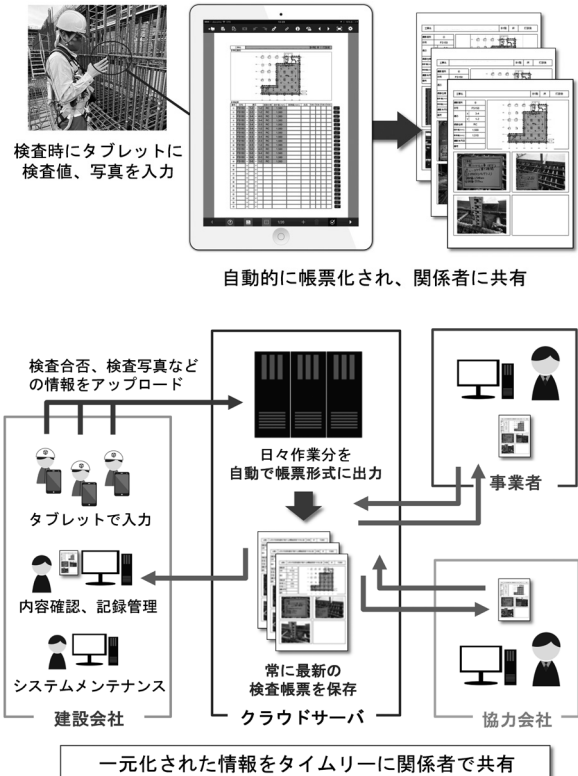 検査時にタブレットに
検査値、写真を入力
自動的に帳票化され、関係者に共有
検査合否、検査写真など
の情報をアップロード
日々作業分を
自動で帳票形式に出力
事業者
タブレットで入力
内容確認、記録管理
常に最新の
検査帳票を保存
システムメンテナンス
建設会社
クラウドサーバ
協力会社
一元化された情報をタイムリーに関係者で共有